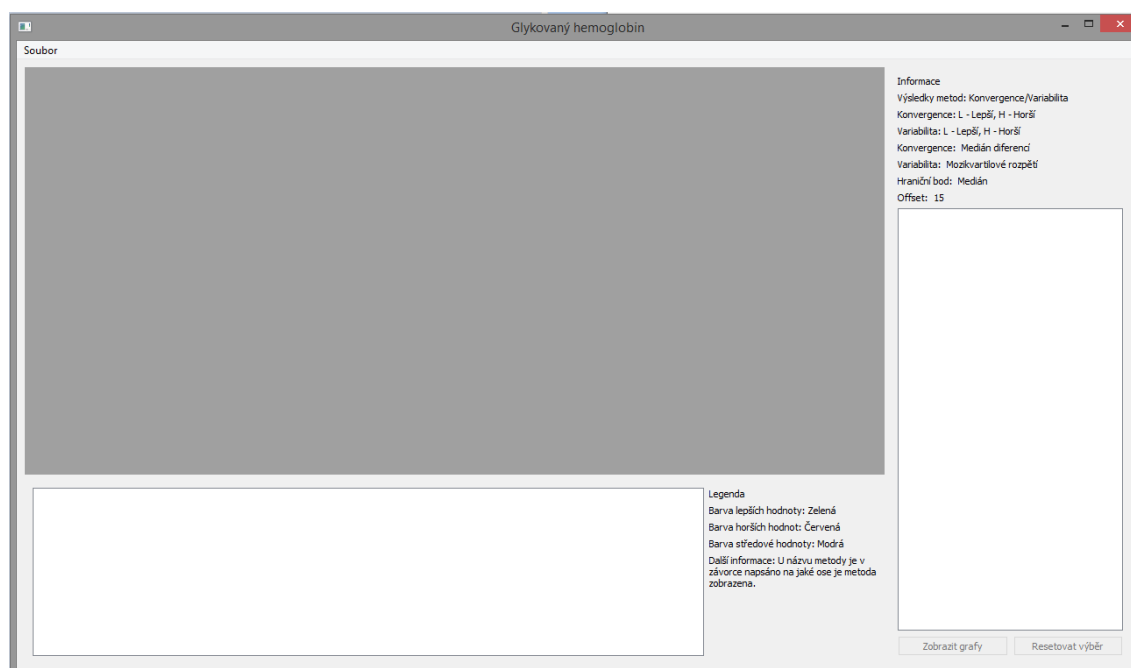 Glykovaný hemoglobin
Soubor
Informace
Výsledky metod: Konvergence/Variabilita
Konvergence: L - Lepší, H - Horší
Variabilita: L - Lepší, H - Horší
Konvergence: Medián diferencí
Variabilita: Mozikvartilové rozpětí
Hraniční bod: Medián
Offset: 15
Legenda
Barva lepších hodnoty: Zelená
Barva horších hodnot: Červená
Barva středové hodnoty: Modrá
Další informace: U názvu metody je v
závorce napsáno na jaké ose je metoda
zobrazena.
Zobrazit grafy
Resetovat výběr